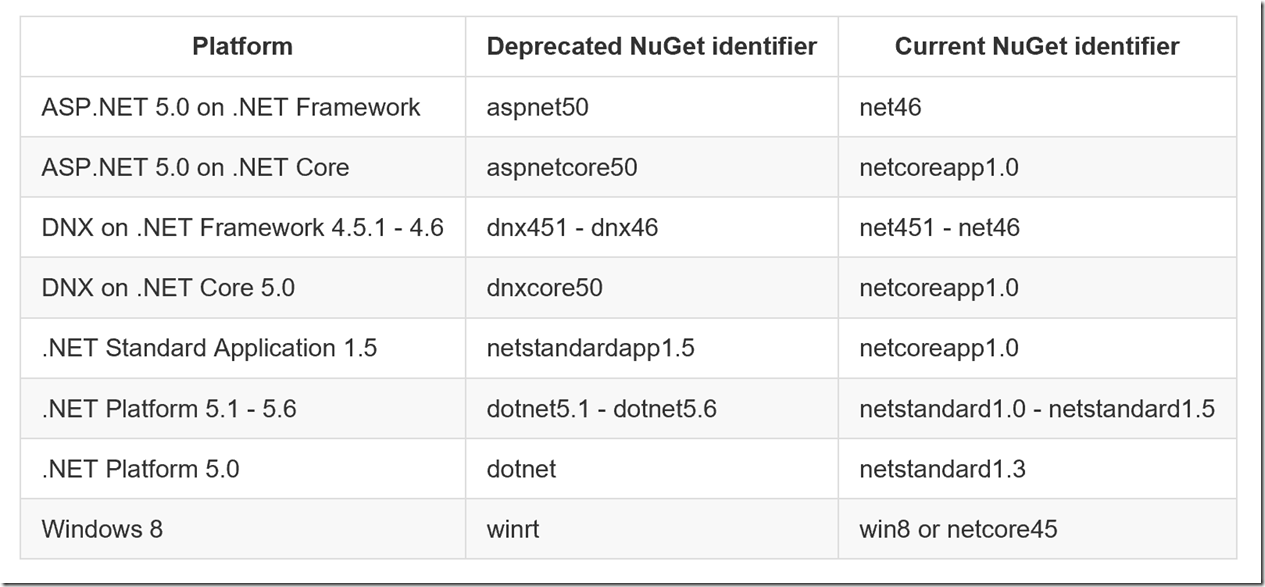 Platform Deprecated NuGet identifier Current NuGet identifier
ASP.NET 5.0 on .NET Framework aspnet50 net46
ASP.NET 5.0 on .NET Core aspnetcore50 netcoreapp1.0
DNX on .NET Framework 4.5.1 - 4.6 dnx451 - dnx46 net451 - net46
DNX on .NET Core 5.0 dnxcore50 netcoreapp1.0
.NET Standard Application 1.5 netstandardapp1.5 netcoreapp1.0
.NET Platform 5.1 - 5.6 dotnet5.1 - dotnet5.6 netstandard1.0 - netstandard1.5
.NET Platform 5.0 dotnet netstandard1.3
Windows 8 winrt win8 or netcore45